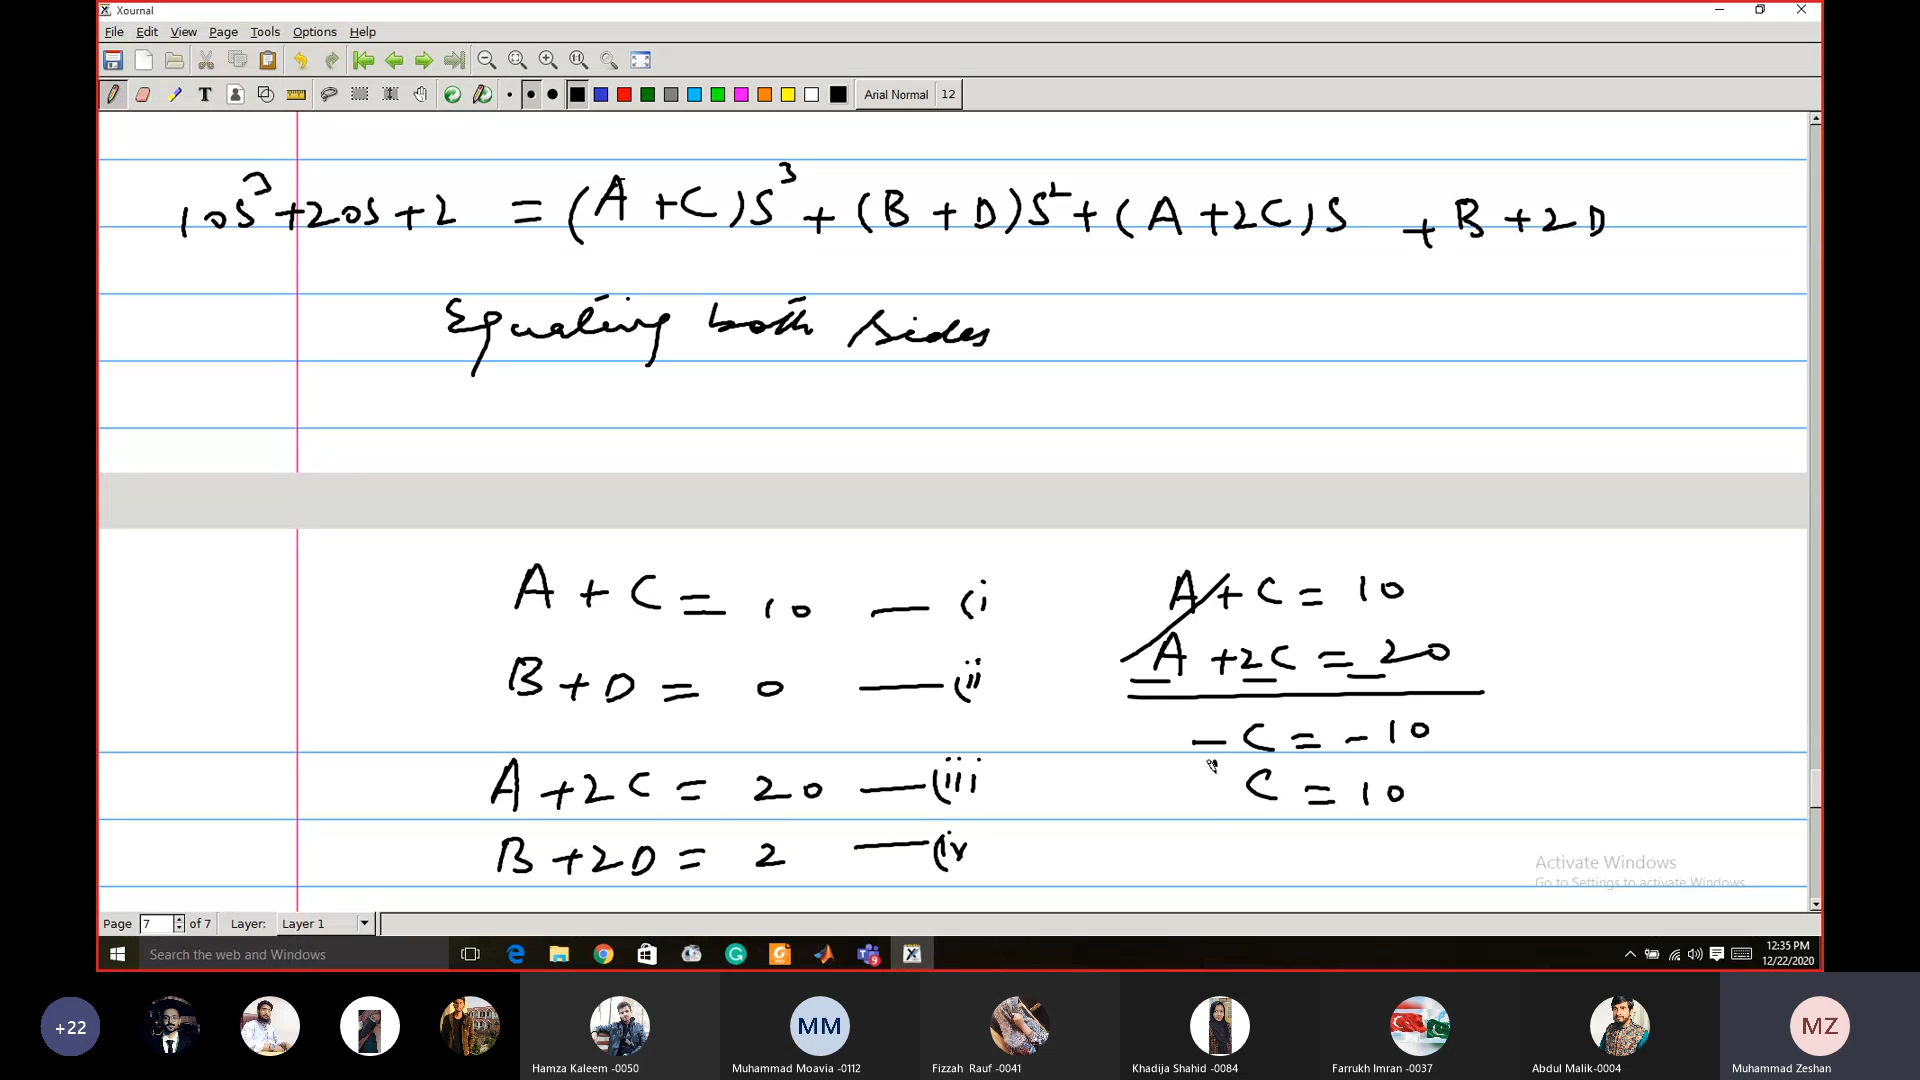 Xournal
File Edit View Page Tools Options Help
T Arial Normal 12
10S³+20S+2 = (A+C)S³+(B+D)S²+(A+2C)S +B+2D
Equating both sides
A+C= 10 — (i
B+D= 0 — (ii
A+2C= 20 — (iii
B+2D= 2 — (iv
A+C= 10
A+2C= 20
-C= -10
C= 10
Activate Windows
Go to Settings to activate Windows.
Page 7 of 7 Layer: Layer 1
Search the web and Windows
12:35 PM
12/22/2020
+22
MM
MZ
Hamza Kaleem -0050
Muhammad Moavia -0112
Fizzah Rauf -0041
Khadija Shahid -0084
Farrukh Imran -0037
Abdul Malik-0004
Muhammad Zeshan